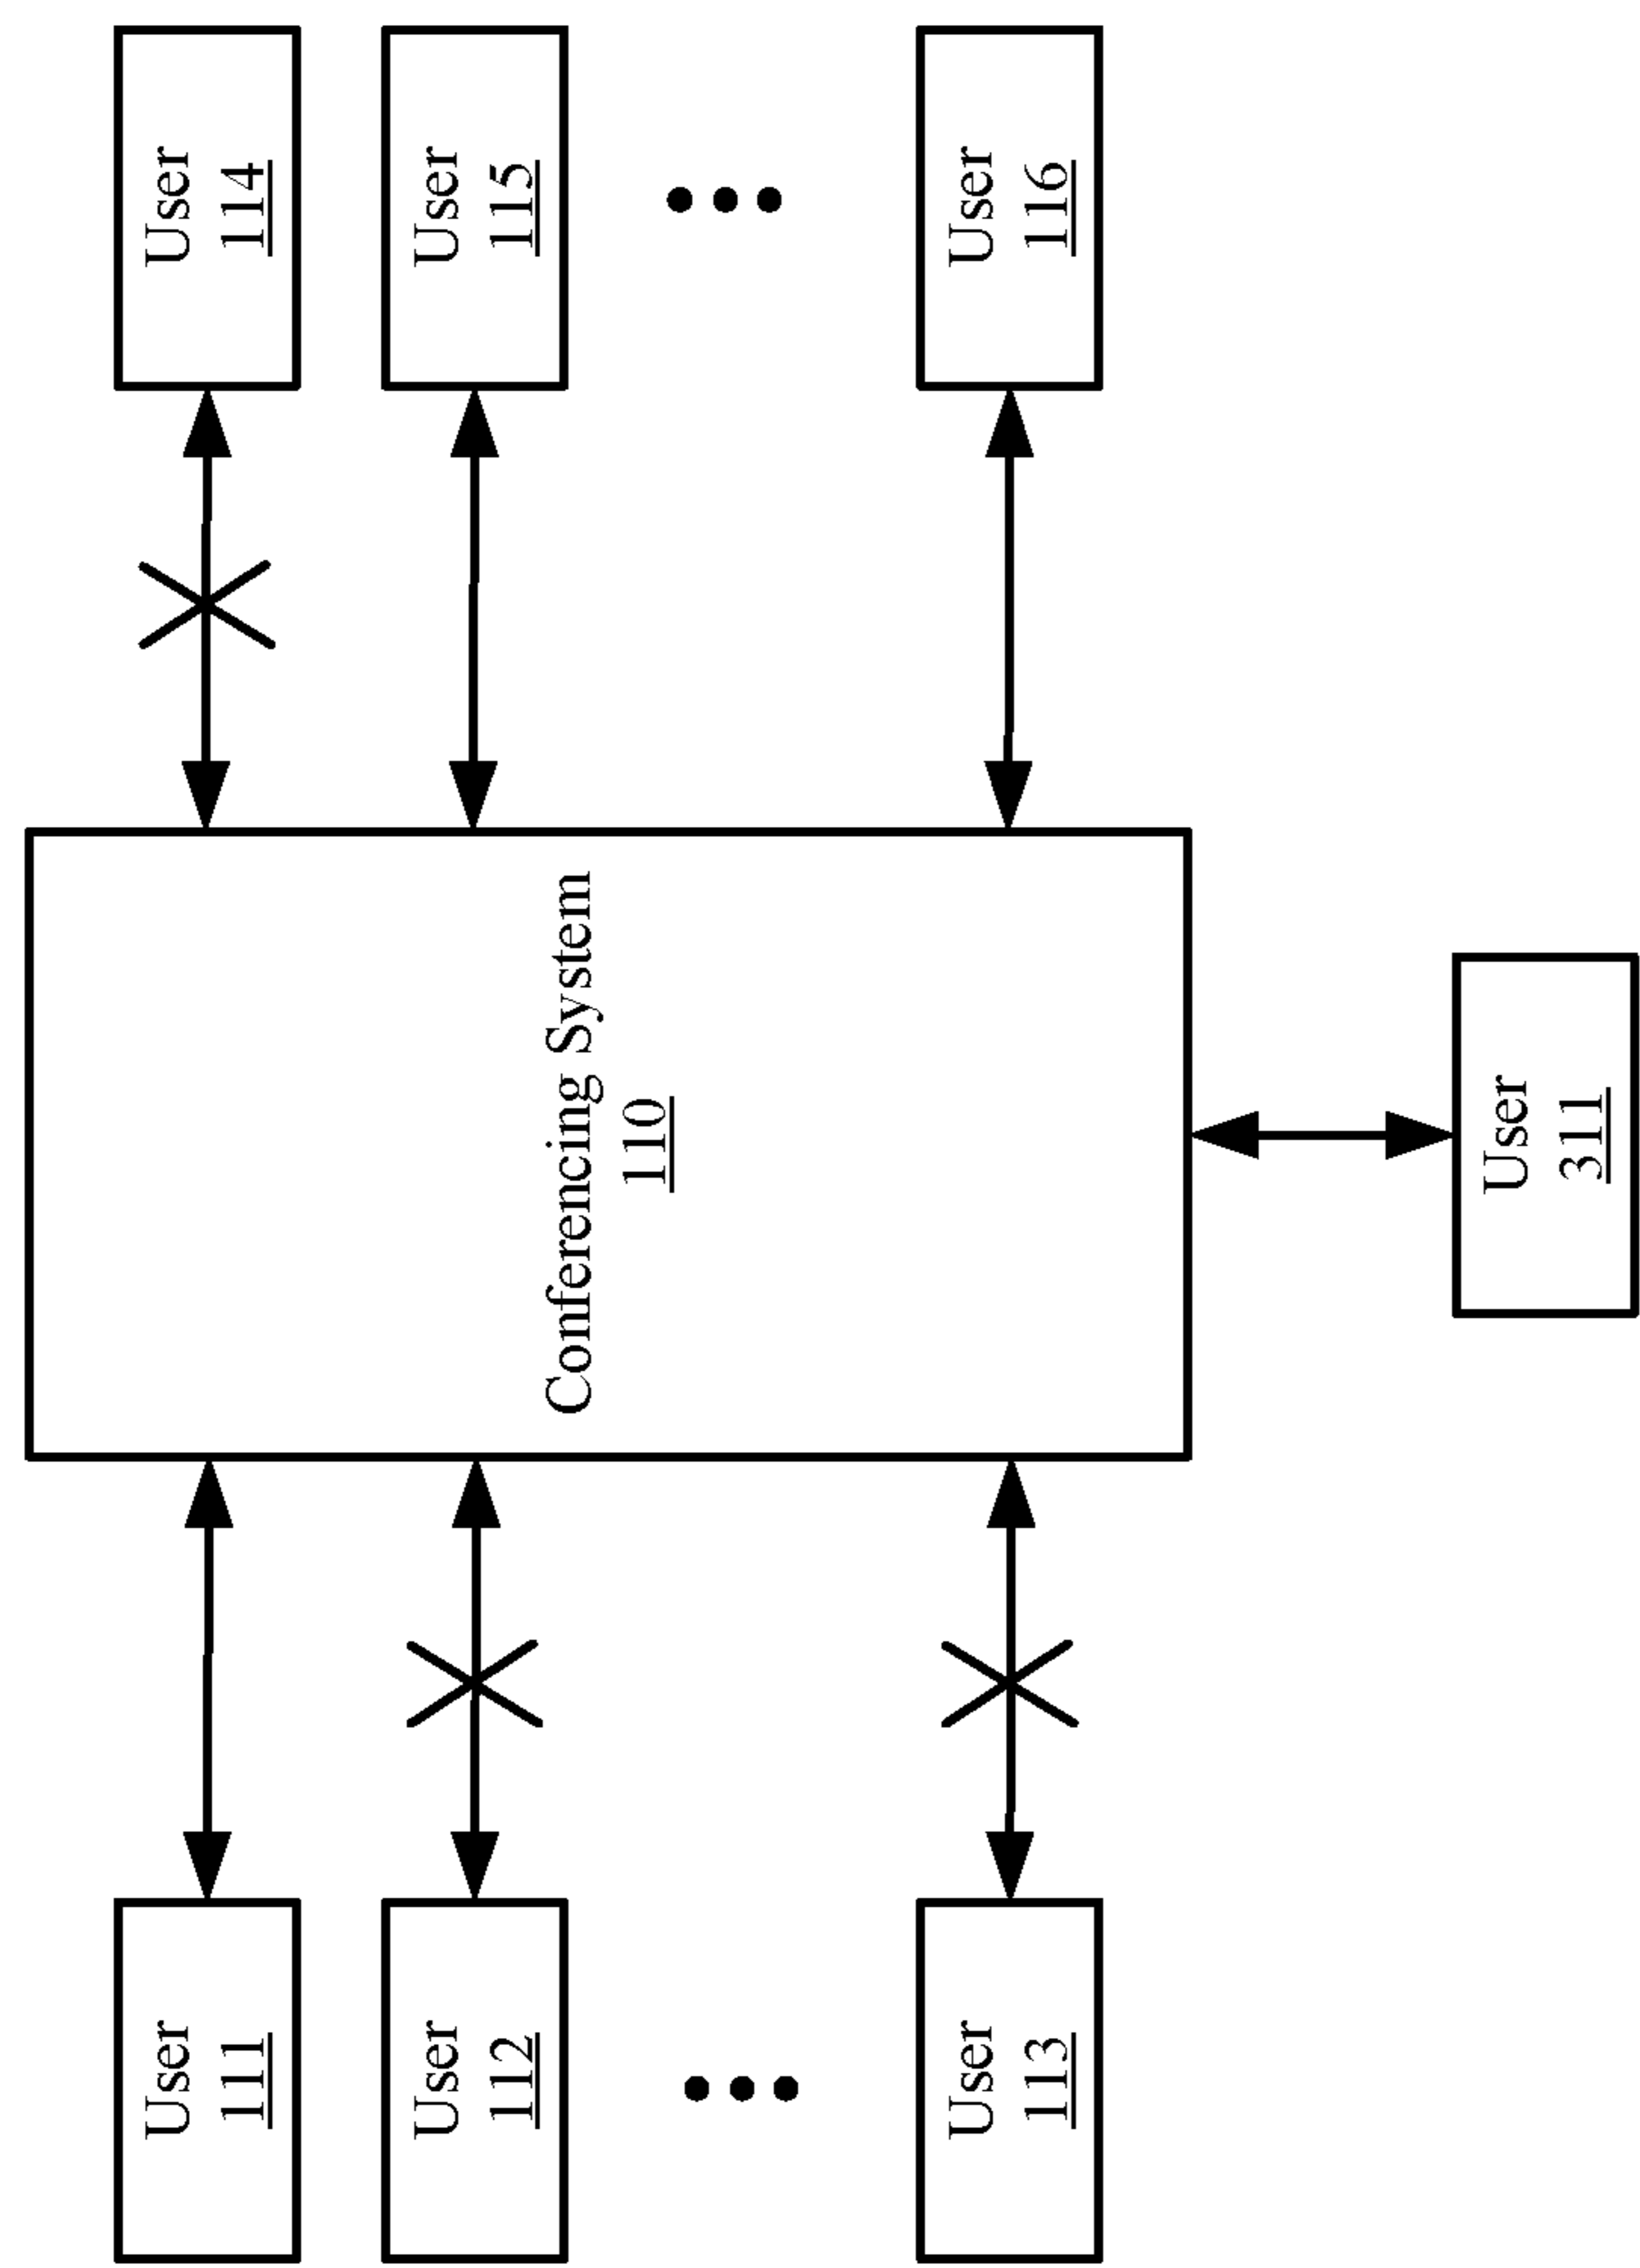 User
111
User
112
User
113
Conferencing System
110
User
114
User
115
User
116
User
311